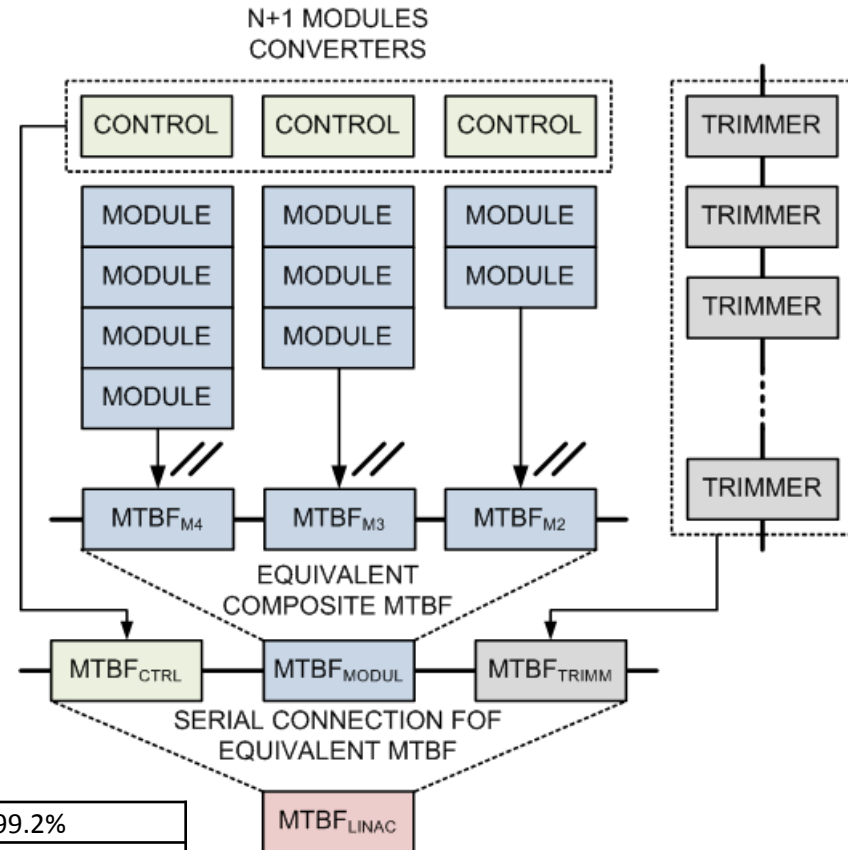 N+1 MODULES
CONVERTERS
CONTROL
CONTROL
CONTROL
TRIMMER
MODULE
MODULE
MODULE
TRIMMER
MODULE
MODULE
MODULE
TRIMMER
MODULE
MODULE
MODULE
TRIMMER
MTBFM4
MTBFM3
MTBFM2
EQUIVALENT
COMPOSITE MTBF
MTBFCTRL
MTBFMODUL
MTBFTRIMM
SERIAL CONNECTION FOF
EQUIVALENT MTBF
99.2%
MTBFLINAC